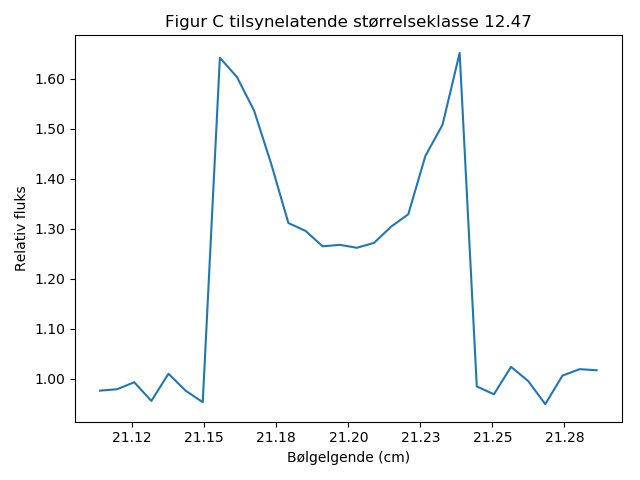 Figur C tilsynelatende størrelseklasse 12.47
1.60
1.50
1.40
1.30
1.20
1.10
1.00
Relativ fluks
21.12 21.15 21.18 21.20 21.23 21.25 21.28
Bølgelgende (cm)